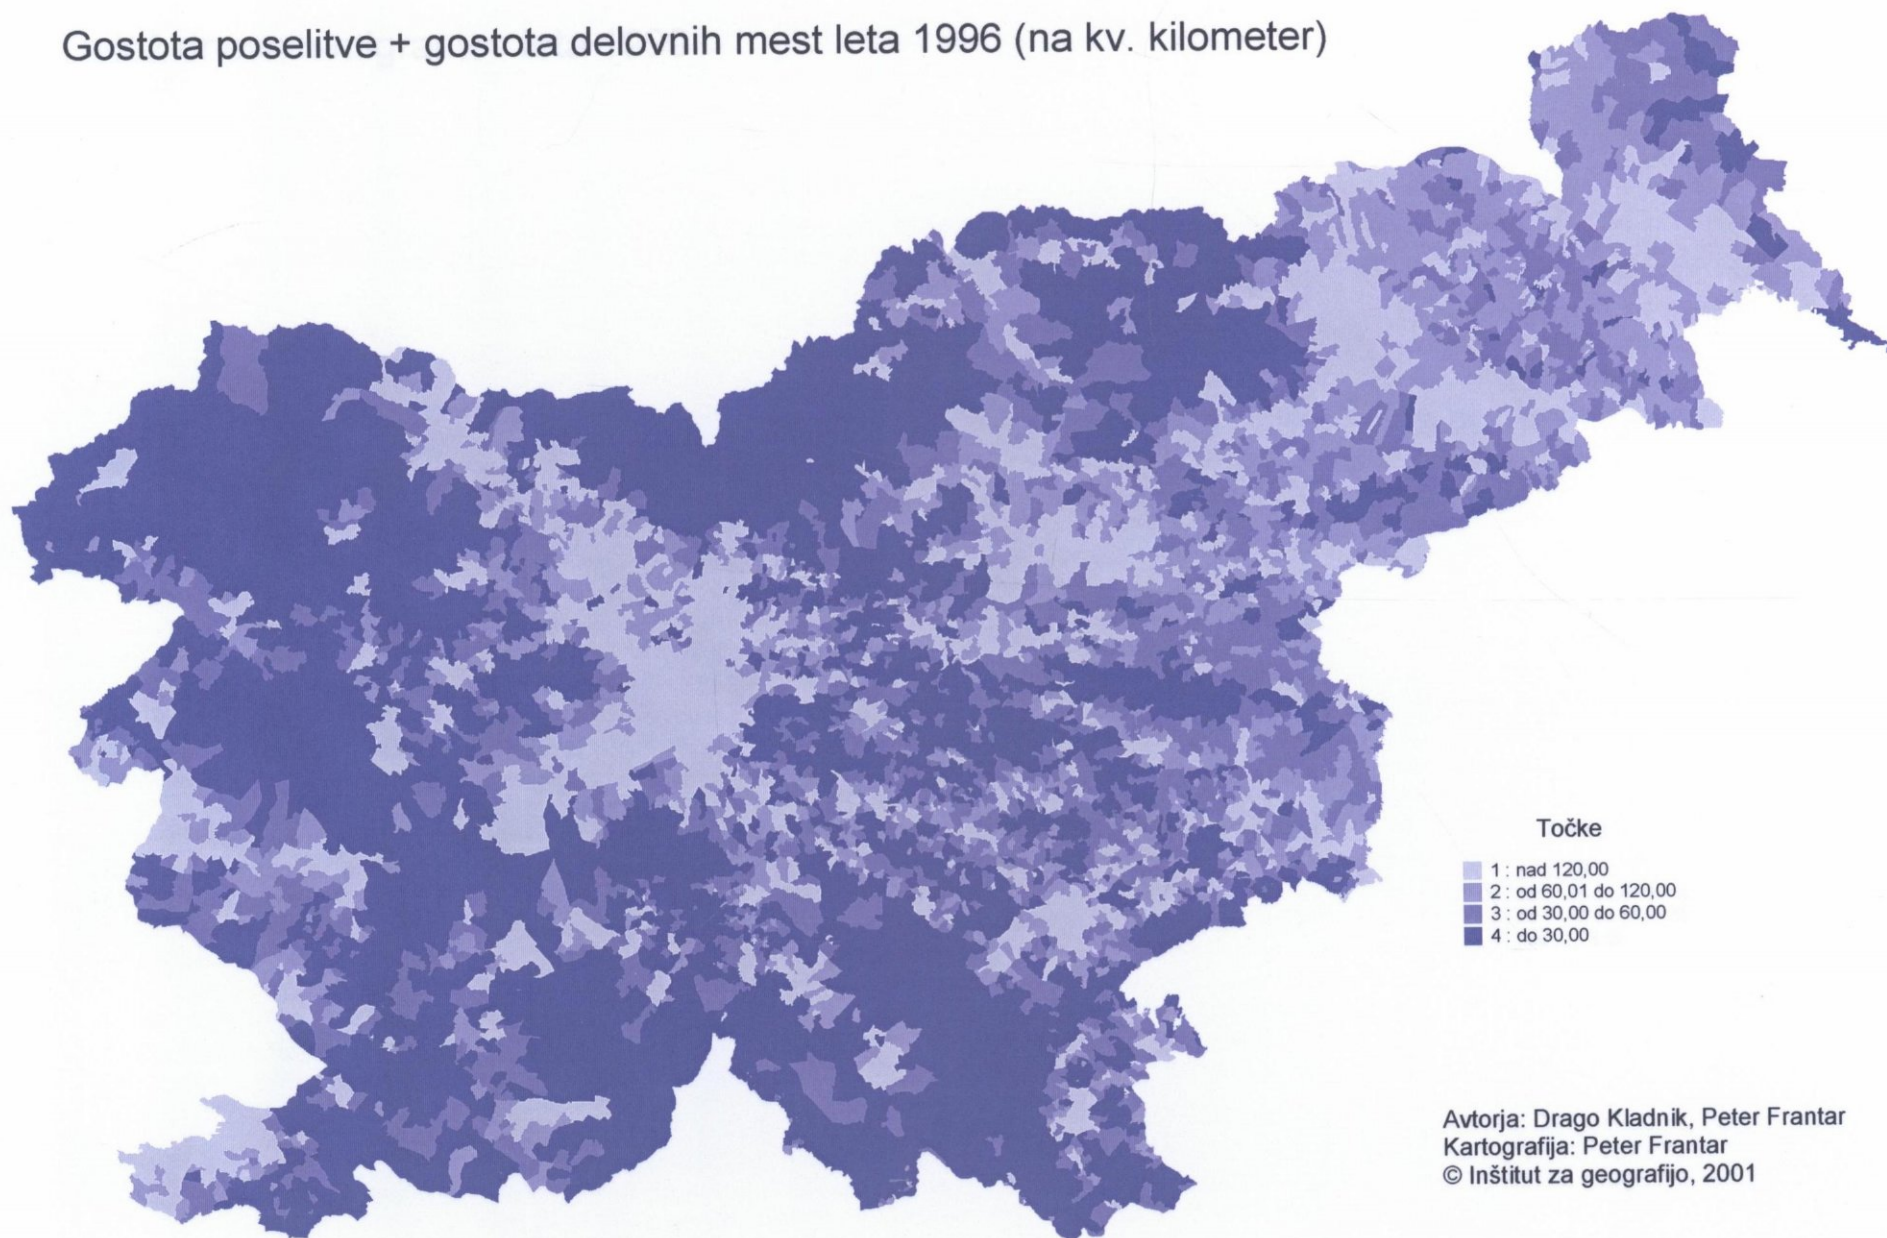 Gostota poselitve + gostota delovnih mest leta 1996 (na kv. kilometer)
Točke
1 : nad 120,00
2 : od 60,01 do 120,00
3 : od 30,00 do 60,00
4 : do 30,00
Avtorja: Drago Kladnik, Peter Frantar
Kartografija: Peter Frantar
© Inštitut za geografijo, 2001